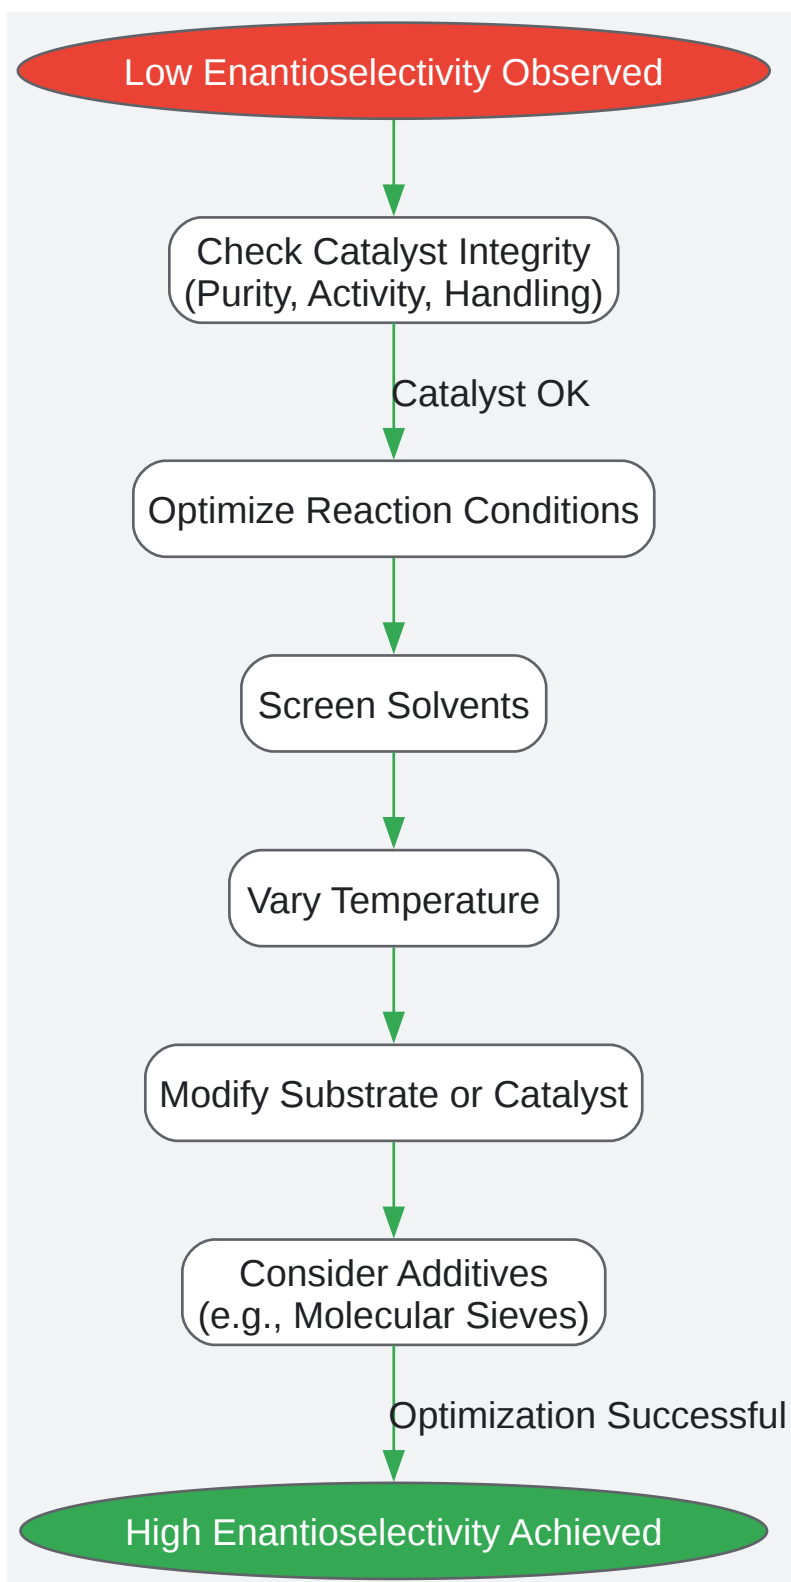 Low Enantioselectivity Observed
Check Catalyst Integrity
(Purity, Activity, Handling)
Catalyst OK
Optimize Reaction Conditions
Screen Solvents
Vary Temperature
Modify Substrate or Catalyst
Consider Additives
(e.g., Molecular Sieves)
Optimization Successful
High Enantioselectivity Achieved